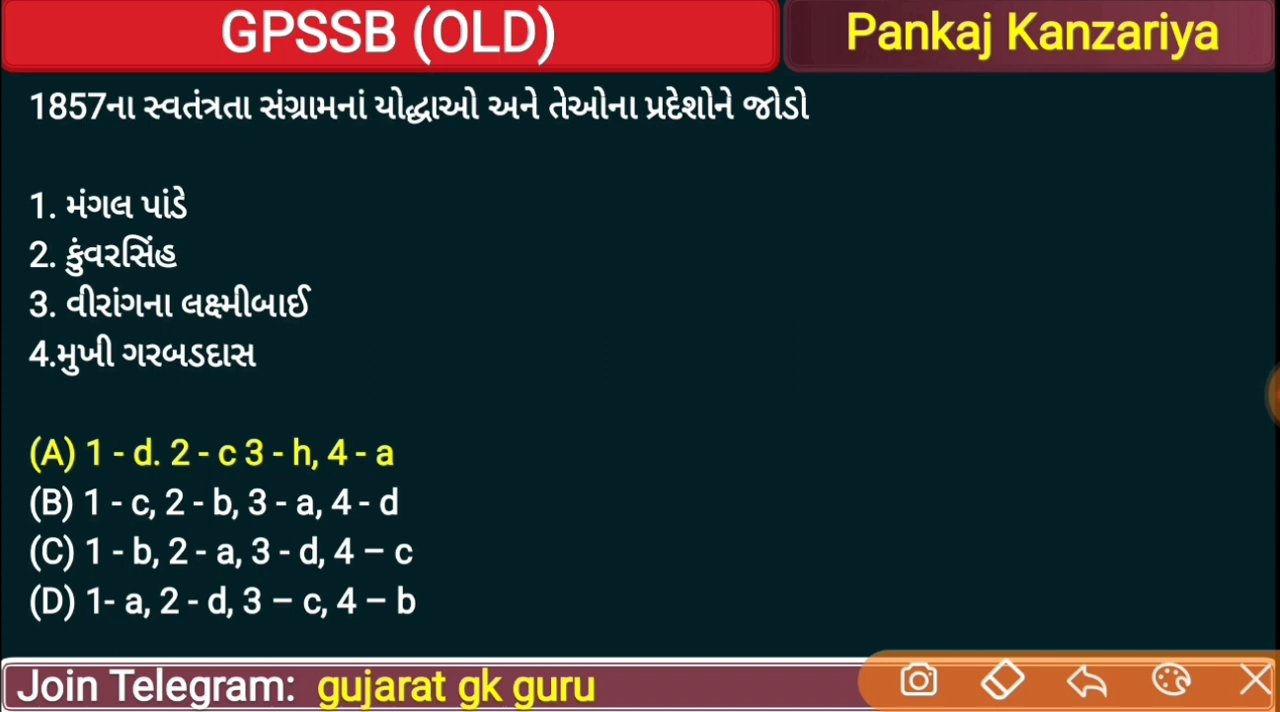 GPSSB (OLD)
Pankaj Kanzariya
1857ના સ્વતંત્રતા સંગ્રામનાં યોદ્ધાઓ અને તેઓના પ્રદેશોને જોડો
1. મંગલ પાંડે
2. કુંવરસિંહ
3. વીરાંગના લક્ષ્મીબાઈ
4.મુખી ગરબડદાસ
(A) 1 - d. 2 - c 3 - h, 4 - a
(B) 1 - c, 2 - b, 3 - a, 4 - d
(C) 1 - b, 2 - a, 3 - d, 4 – c
(D) 1- a, 2 - d, 3 – c, 4 – b
Join Telegram: gujarat gk guru